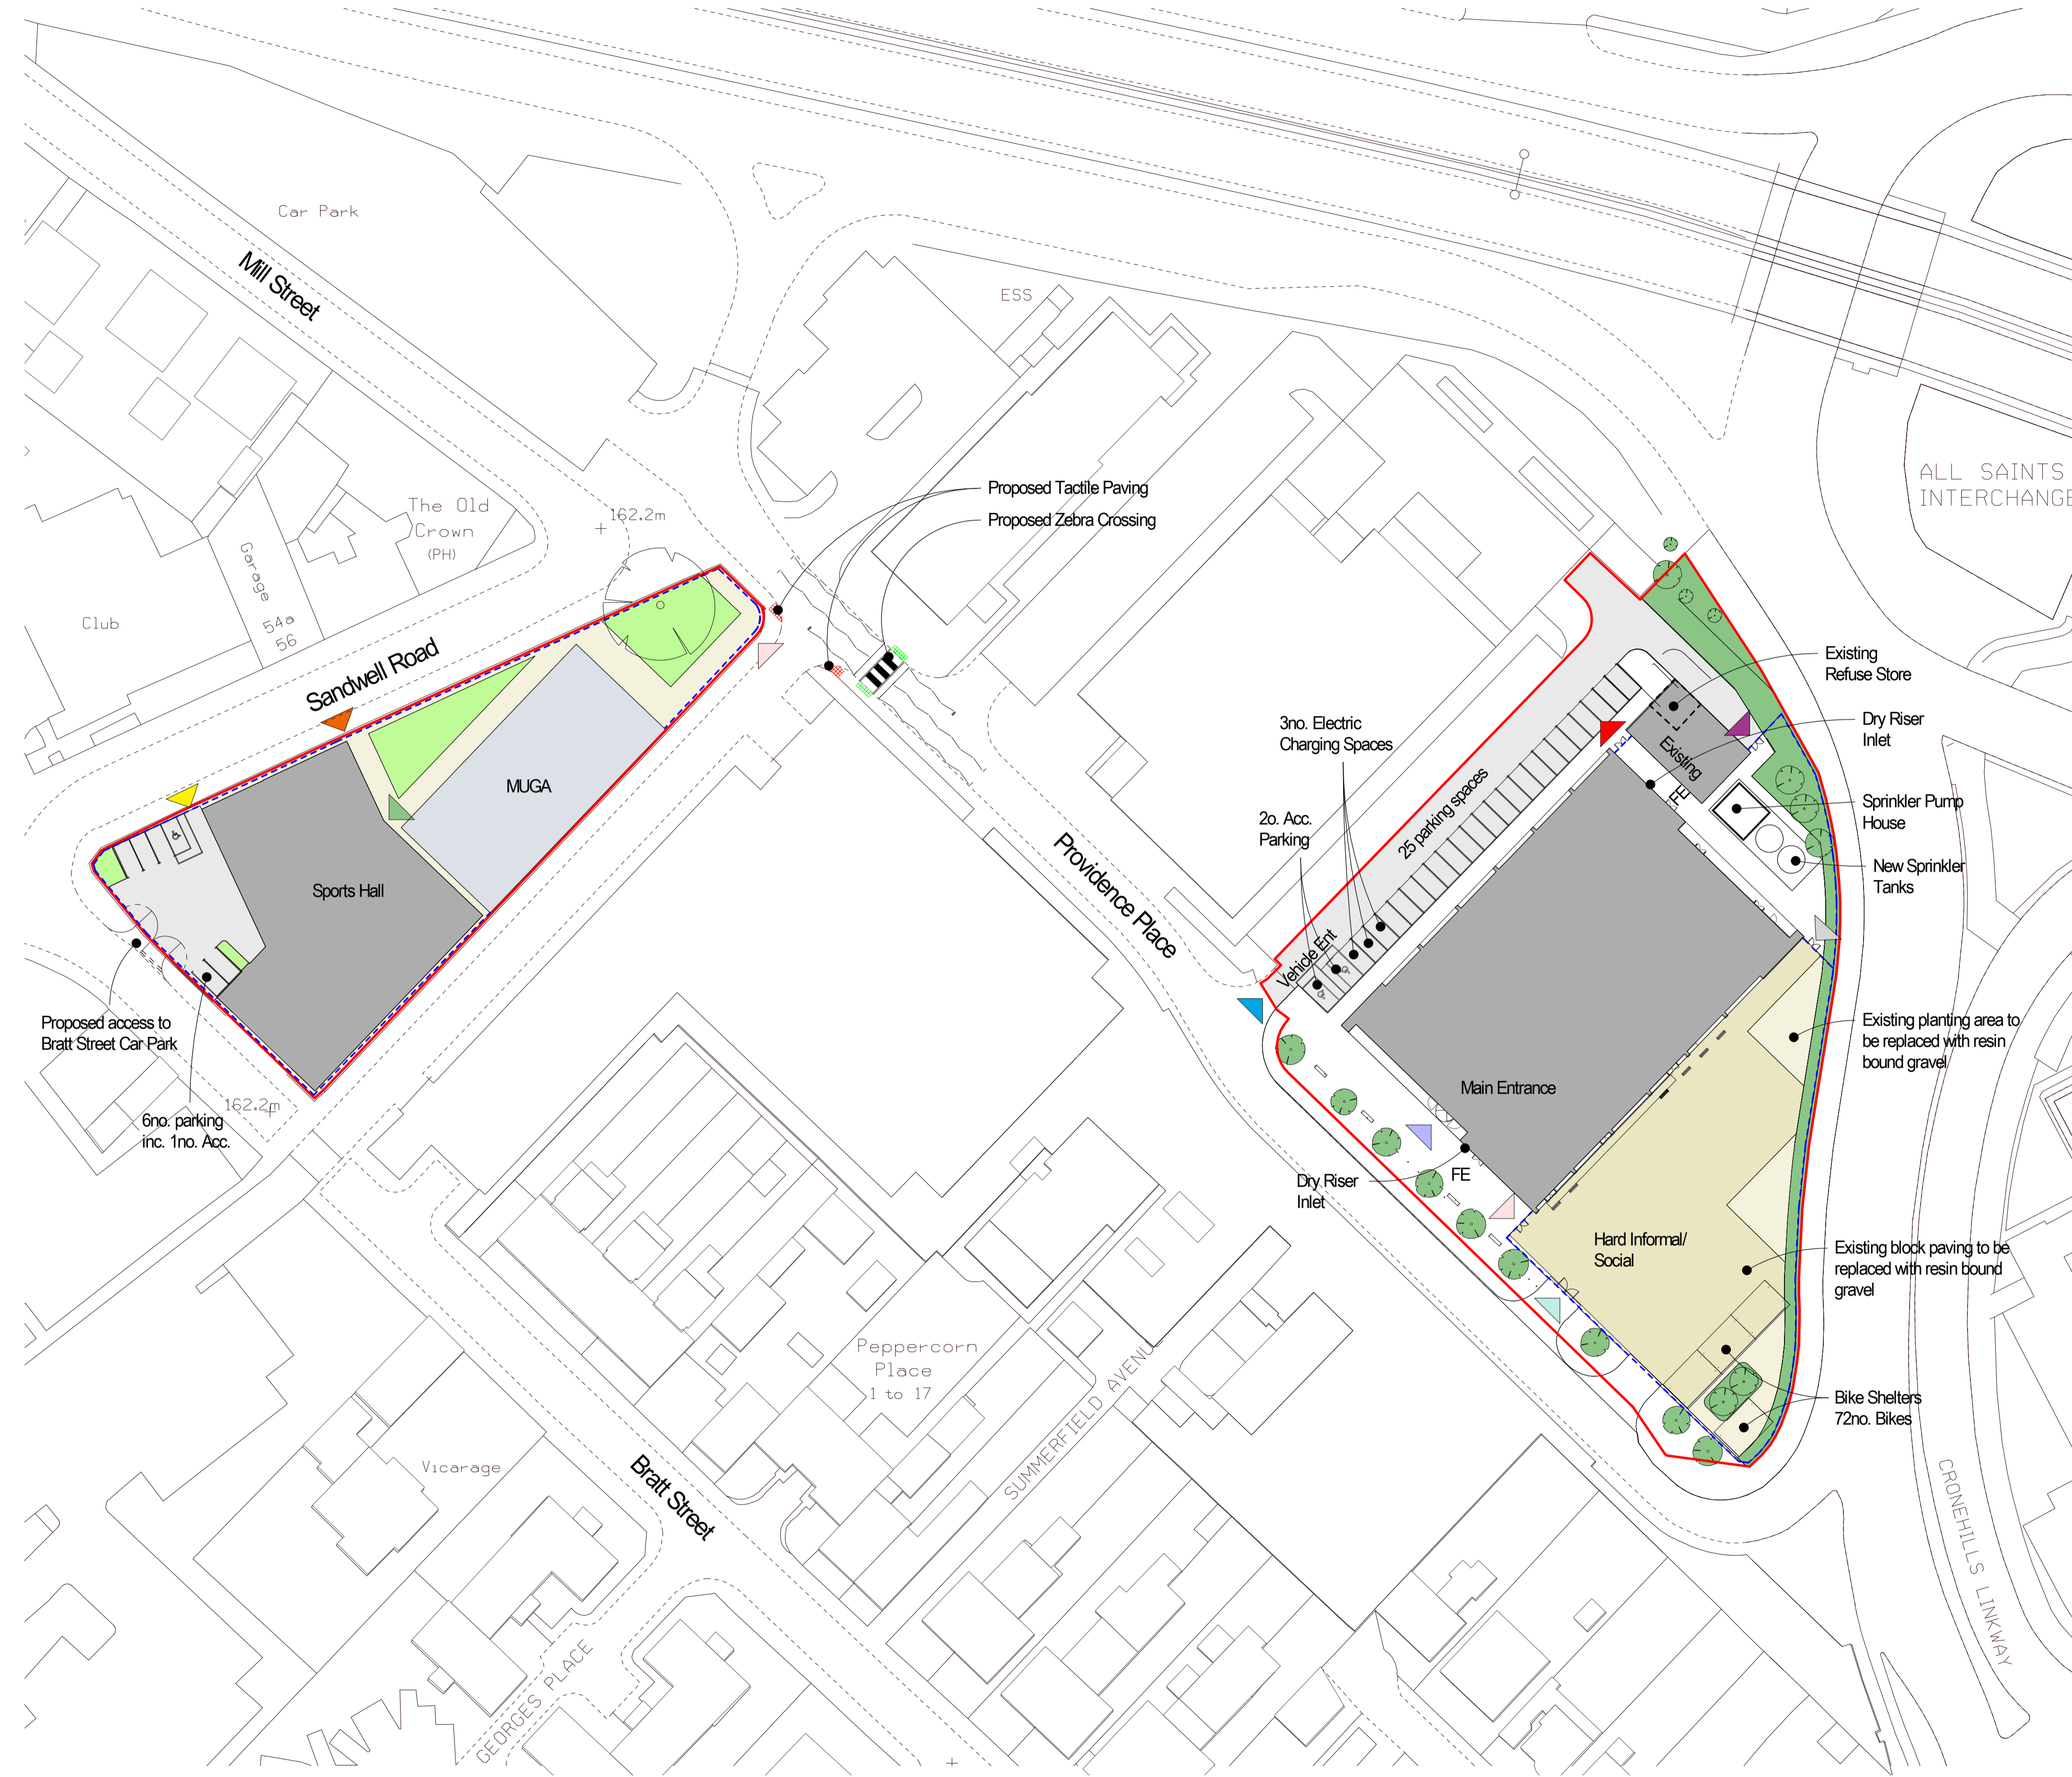 Car Park
Mill Street
ESS
ALL SAINTS
INTERCHANGE
The Old
Crown
(PH)
162.2m
Proposed Tactile Paving
Proposed Zebra Crossing
Garage
54a
56
Club
Sandwell Road
MUGA
Sports Hall
Proposed access to
Bratt Street Car Park
6no. parking
inc. 1no. Acc.
162.2m
Providence Place
3no. Electric
Charging Spaces
2o. Acc.
Parking
25 parking spaces
Vehicle Ent
Existing
Refuse Store
Existing
FE
Dry Riser
Inlet
Sprinkler Pump
House
New Sprinkler
Tanks
Existing planting area to
be replaced with resin
bound gravel
Main Entrance
FE
Dry Riser
Inlet
Hard Informal/
Social
Existing block paving to be
replaced with resin bound
gravel
Bike Shelters
72no. Bikes
Peppercorn
Place
1 to 17
SUMMERFIELD AVENUE
Vicarage
Bratt Street
GEORGES PLACE
CRONEHILLS LINKWAY